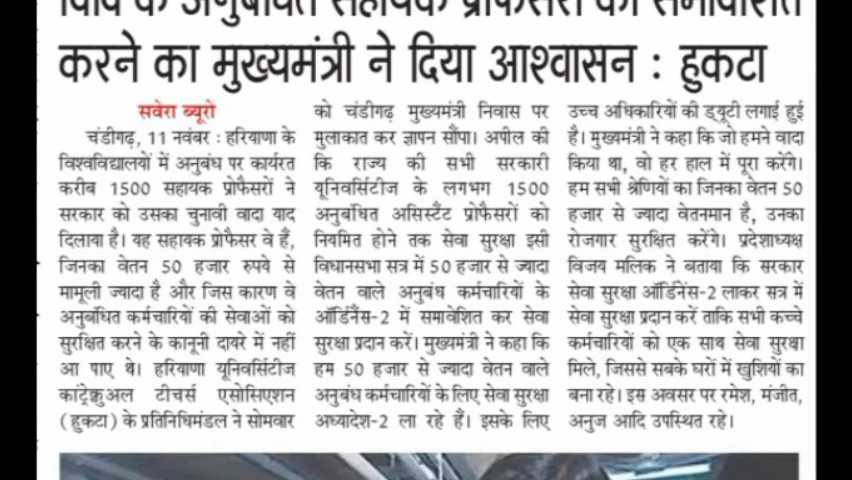 विवि के अनुबंधित सहायक प्रोफेसरों को समावेशित
करने का मुख्यमंत्री ने दिया आश्वासन : हुकटा
सवेरा ब्यूरो
चंडीगढ़, 11 नवंबर : हरियाणा के
विश्वविद्यालयों में अनुबंध पर कार्यरत
करीब 1500 सहायक प्रोफैसरों ने
सरकार को उसका चुनावी वादा याद
दिलाया है। यह सहायक प्रोफैसर वे हैं,
जिनका वेतन 50 हजार रुपये से
मामूली ज्यादा है और जिस कारण वे
अनुबंधित कर्मचारियों की सेवाओं को
सुरक्षित करने के कानूनी दायरे में नहीं
आ पाए थे। हरियाणा यूनिवर्सिटीज
कांट्रेक्चुअल टीचर्स एसोसिएशन
(हुकटा) के प्रतिनिधिमंडल ने सोमवार
को चंडीगढ़ मुख्यमंत्री निवास पर
मुलाकात कर ज्ञापन सौंपा। अपील की
कि राज्य की सभी सरकारी
यूनिवर्सिटीज के लगभग 1500
अनुबंधित असिस्टैंट प्रोफैसरों को
नियमित होने तक सेवा सुरक्षा इसी
विधानसभा सत्र में 50 हजार से ज्यादा
वेतन वाले अनुबंध कर्मचारियों के
ऑर्डिनैंस-2 में समावेशित कर सेवा
सुरक्षा प्रदान करें। मुख्यमंत्री ने कहा कि
हम 50 हजार से ज्यादा वेतन वाले
अनुबंध कर्मचारियों के लिए सेवा सुरक्षा
अध्यादेश-2 ला रहे हैं। इसके लिए
उच्च अधिकारियों की ड्यूटी लगाई हुई
है। मुख्यमंत्री ने कहा कि जो हमने वादा
किया था, वो हर हाल में पूरा करेंगे।
हम सभी श्रेणियों का जिनका वेतन 50
हजार से ज्यादा वेतनमान है, उनका
रोजगार सुरक्षित करेंगे। प्रदेशाध्यक्ष
विजय मलिक ने बताया कि सरकार
सेवा सुरक्षा ऑर्डिनेंस-2 लाकर सत्र में
सेवा सुरक्षा प्रदान करें ताकि सभी कच्चे
कर्मचारियों को एक साथ सेवा सुरक्षा
मिले, जिससे सबके घरों में खुशियों का
बना रहे। इस अवसर पर रमेश, मंजीत,
अनुज आदि उपस्थित रहे।